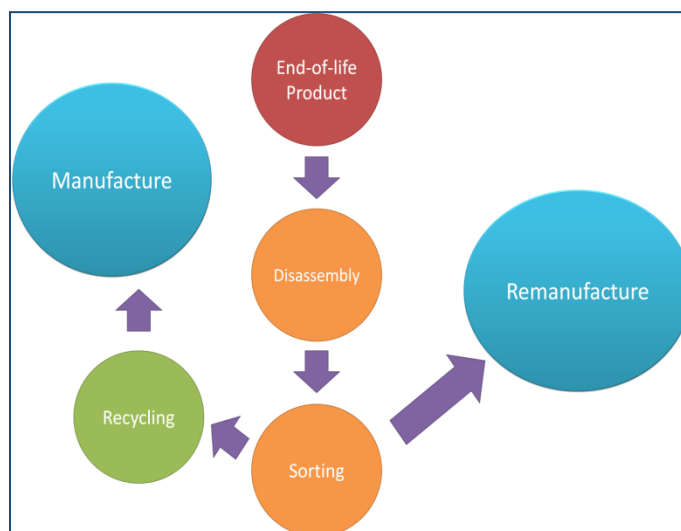 End-of-life
Product
Manufacture
Disassembly
Remanufacture
Recycling
Sorting